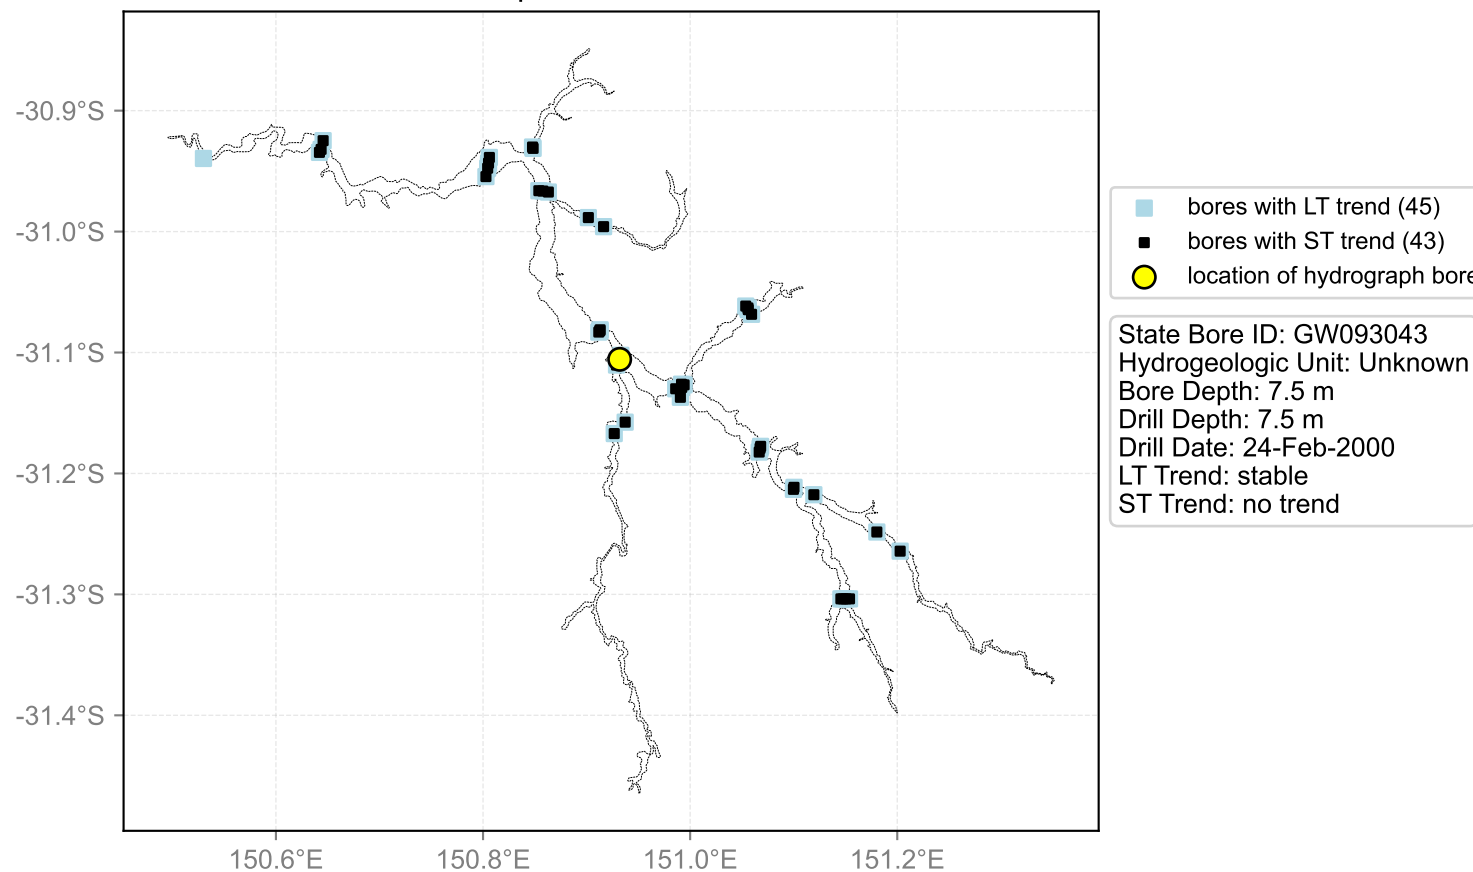 -30.9°S
-31.0°S
-31.1°S
-31.2°S
-31.3°S
-31.4°S
150.6°E
150.8°E
151.0°E
151.2°E
bores with LT trend (45)
bores with ST trend (43)
location of hydrograph bore
State Bore ID: GW093043
Hydrogeologic Unit: Unknown
Bore Depth: 7.5 m
Drill Depth: 7.5 m
Drill Date: 24-Feb-2000
LT Trend: stable
ST Trend: no trend